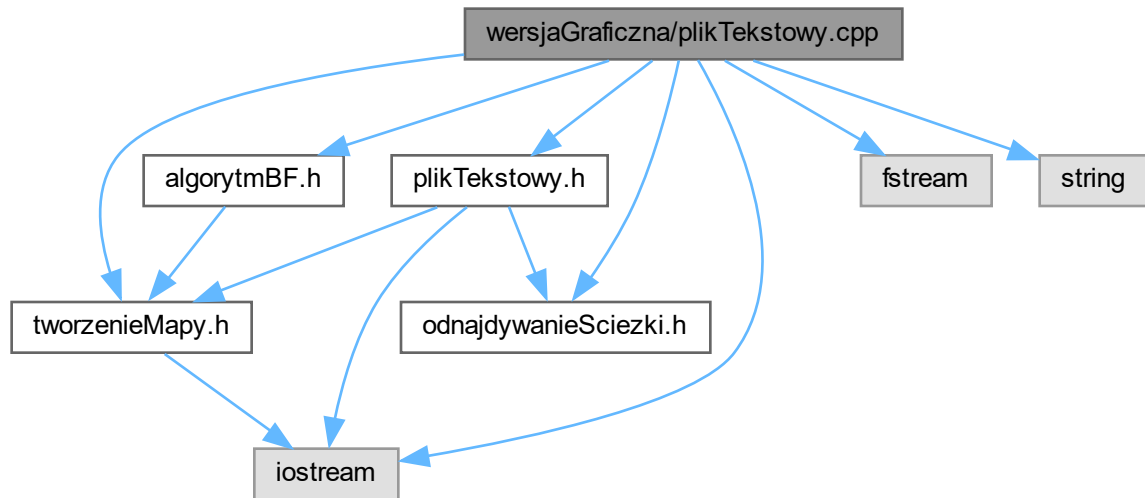 wersjaGraficzna/plikTekstowy.cpp
algorytmBF.h
plikTekstowy.h
fstream
string
tworzenieMapy.h
odnajdywanieSciezki.h
iostream